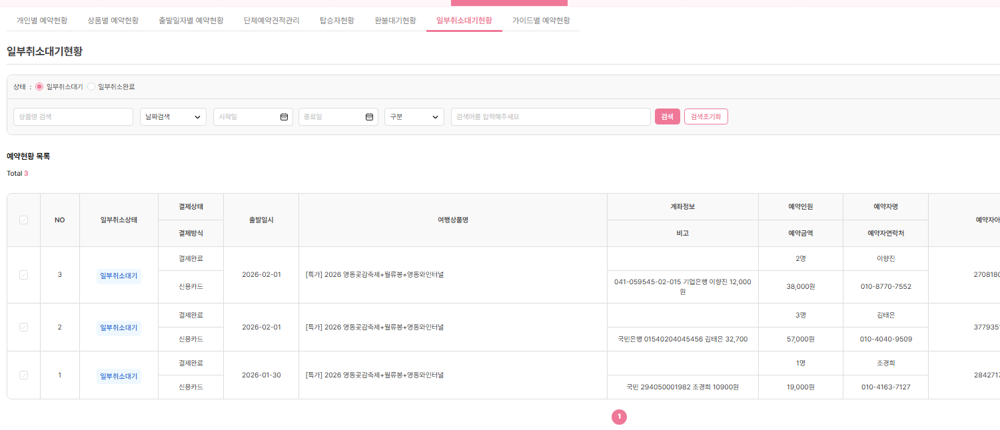 개인별 예약현황 상품별 예약현황 출발일자별 예약현황 단체예약견적관리 탑승자현황 환불대기현황 일부취소대기현황 가이드별 예약현황
일부취소대기현황
상태 : 일부취소대기 일부취소완료
상품명 검색 날짜검색 시작일 종료일 구분 검색어를 입력해주세요 검색 검색초기화
예약현황 목록
Total 3
NO 일부취소상태 결제상태 출발일시 여행상품명 계좌정보 예약인원 예약자명 예약자아
결제방식 비고 예약금액 예약자연락처
결제완료 2명 이향진
3 일부취소대기 2026-02-01 [특가] 2026 영동곶감축제+월류봉+영동와인터널 270818
신용카드 041-059545-02-015 기업은행 이향진 12,000 38,000원 010-8770-7552
원
결제완료 3명 김태은
2 일부취소대기 2026-02-01 [특가] 2026 영동곶감축제+월류봉+영동와인터널 377935
신용카드 국민은행 01540204045456 김태은 32,700 57,000원 010-4040-9509
결제완료 1명 조경희
1 일부취소대기 2026-01-30 [특가] 2026 영동곶감축제+월류봉+영동와인터널 284271
신용카드 국민 294050001982 조경희 10900원 19,000원 010-4163-7127
1